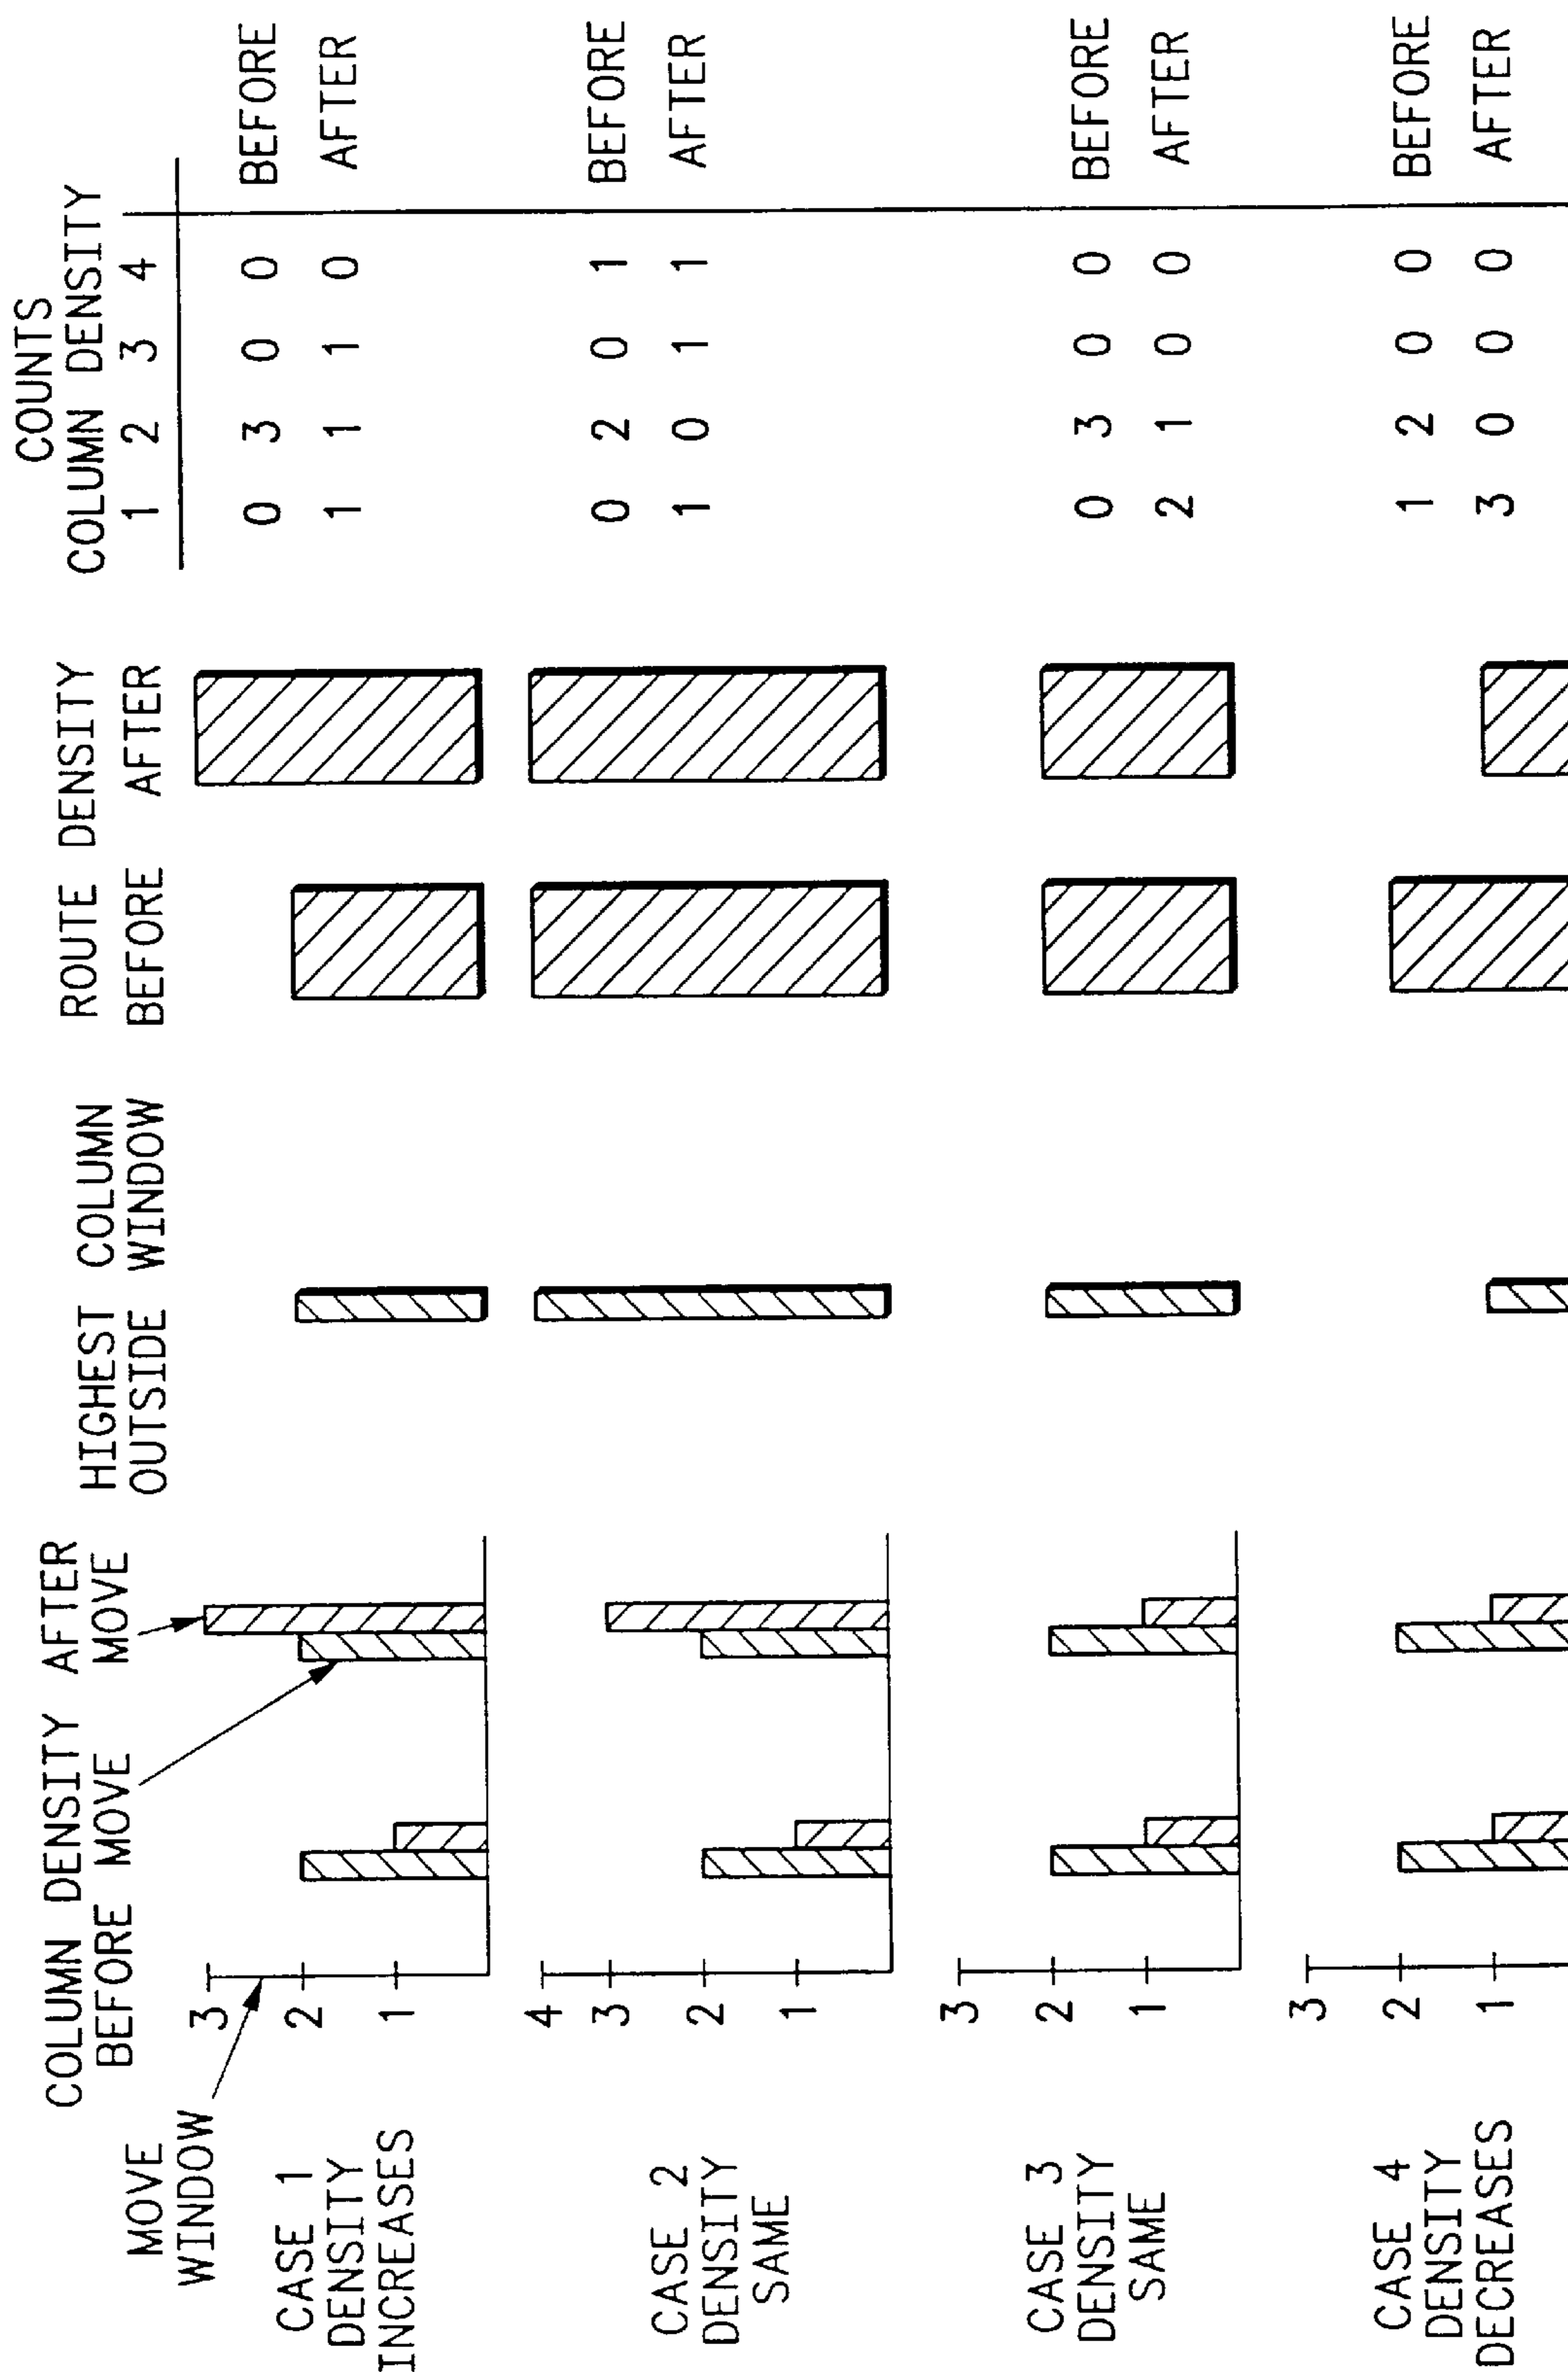 COLUMN DENSITY
BEFORE MOVE
AFTER
MOVE
HIGHEST COLUMN
OUTSIDE WINDOW
ROUTE DENSITY
BEFORE AFTER
COUNTS
COLUMN DENSITY
1 2 3 4
MOVE
WINDOW
CASE 1
DENSITY
INCREASES
3
2
1
0 3 0 0 BEFORE
1 1 1 0 AFTER
CASE 2
DENSITY
SAME
4
3
2
1
0 2 0 1 BEFORE
1 0 1 1 AFTER
CASE 3
DENSITY
SAME
3
2
1
0 3 0 0 BEFORE
2 1 0 0 AFTER
CASE 4
DENSITY
DECREASES
3
2
1
1 2 0 0 BEFORE
3 0 0 0 AFTER